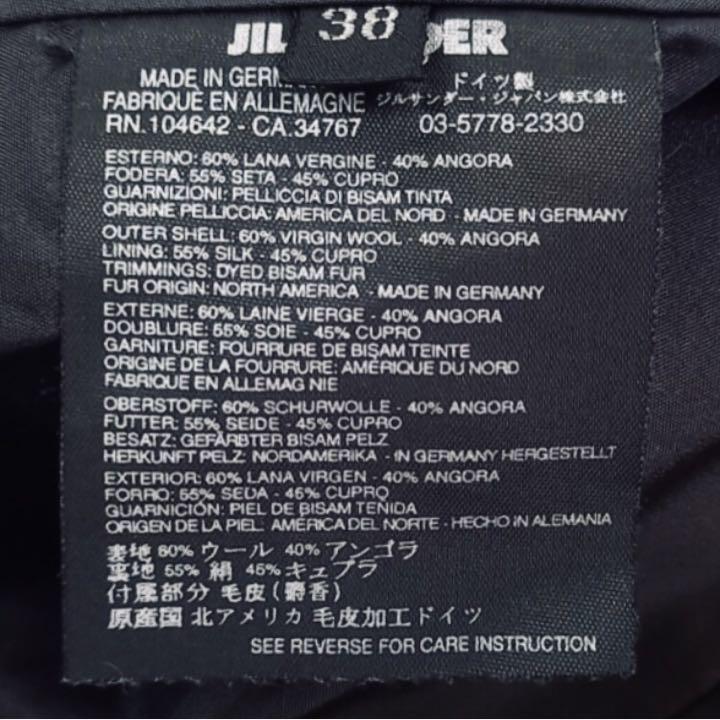 38
JIL DER
MADE IN GERM ドイツ製
FABRIQUÉ EN ALLEMAGNE ジルサンダー・ジャパン株式会社
RN.104642 - CA.34767 03-5778-2330
ESTERNO: 60% LANA VERGINE - 40% ANGORA
FODERA: 55% SETA - 45% CUPRO
GUARNIZIONI: PELLICCIA DI BISAM TINTA
ORIGINE PELLICCIA: AMERICA DEL NORD - MADE IN GERMANY
OUTER SHELL: 60% VIRGIN WOOL - 40% ANGORA
LINING: 55% SILK - 45% CUPRO
TRIMMINGS: DYED BISAM FUR
FUR ORIGIN: NORTH AMERICA - MADE IN GERMANY
EXTERNE: 60% LAINE VIERGE - 40% ANGORA
DOUBLURE: 55% SOIE - 45% CUPRO
GARNITURE: FOURRURE DE BISAM TEINTE
ORIGINE DE LA FOURRURE: AMÉRIQUE DU NORD
FABRIQUÉ EN ALLEMAG NIE
OBERSTOFF: 60% SCHURWOLLE - 40% ANGORA
FUTTER: 55% SEIDE - 45% CUPRO
BESATZ: GEFÄRBTER BISAM PELZ
HERKUNFT PELZ: NORDAMERIKA - IN GERMANY HERGESTELLT
EXTERIOR: 60% LANA VIRGEN - 40% ANGORA
FORRO: 55% SEDA - 45% CUPRO
GUARNICIÓN: PIEL DE BISAM TENIDA
ORIGEN DE LA PIEL: AMÉRICA DEL NORTE - HECHO IN ALEMANIA
表地 60% ウール 40% アンゴラ
裏地 55% 絹 45% キュプラ
付属部分 毛皮(麝香)
原産国 北アメリカ 毛皮加工ドイツ
SEE REVERSE FOR CARE INSTRUCTION